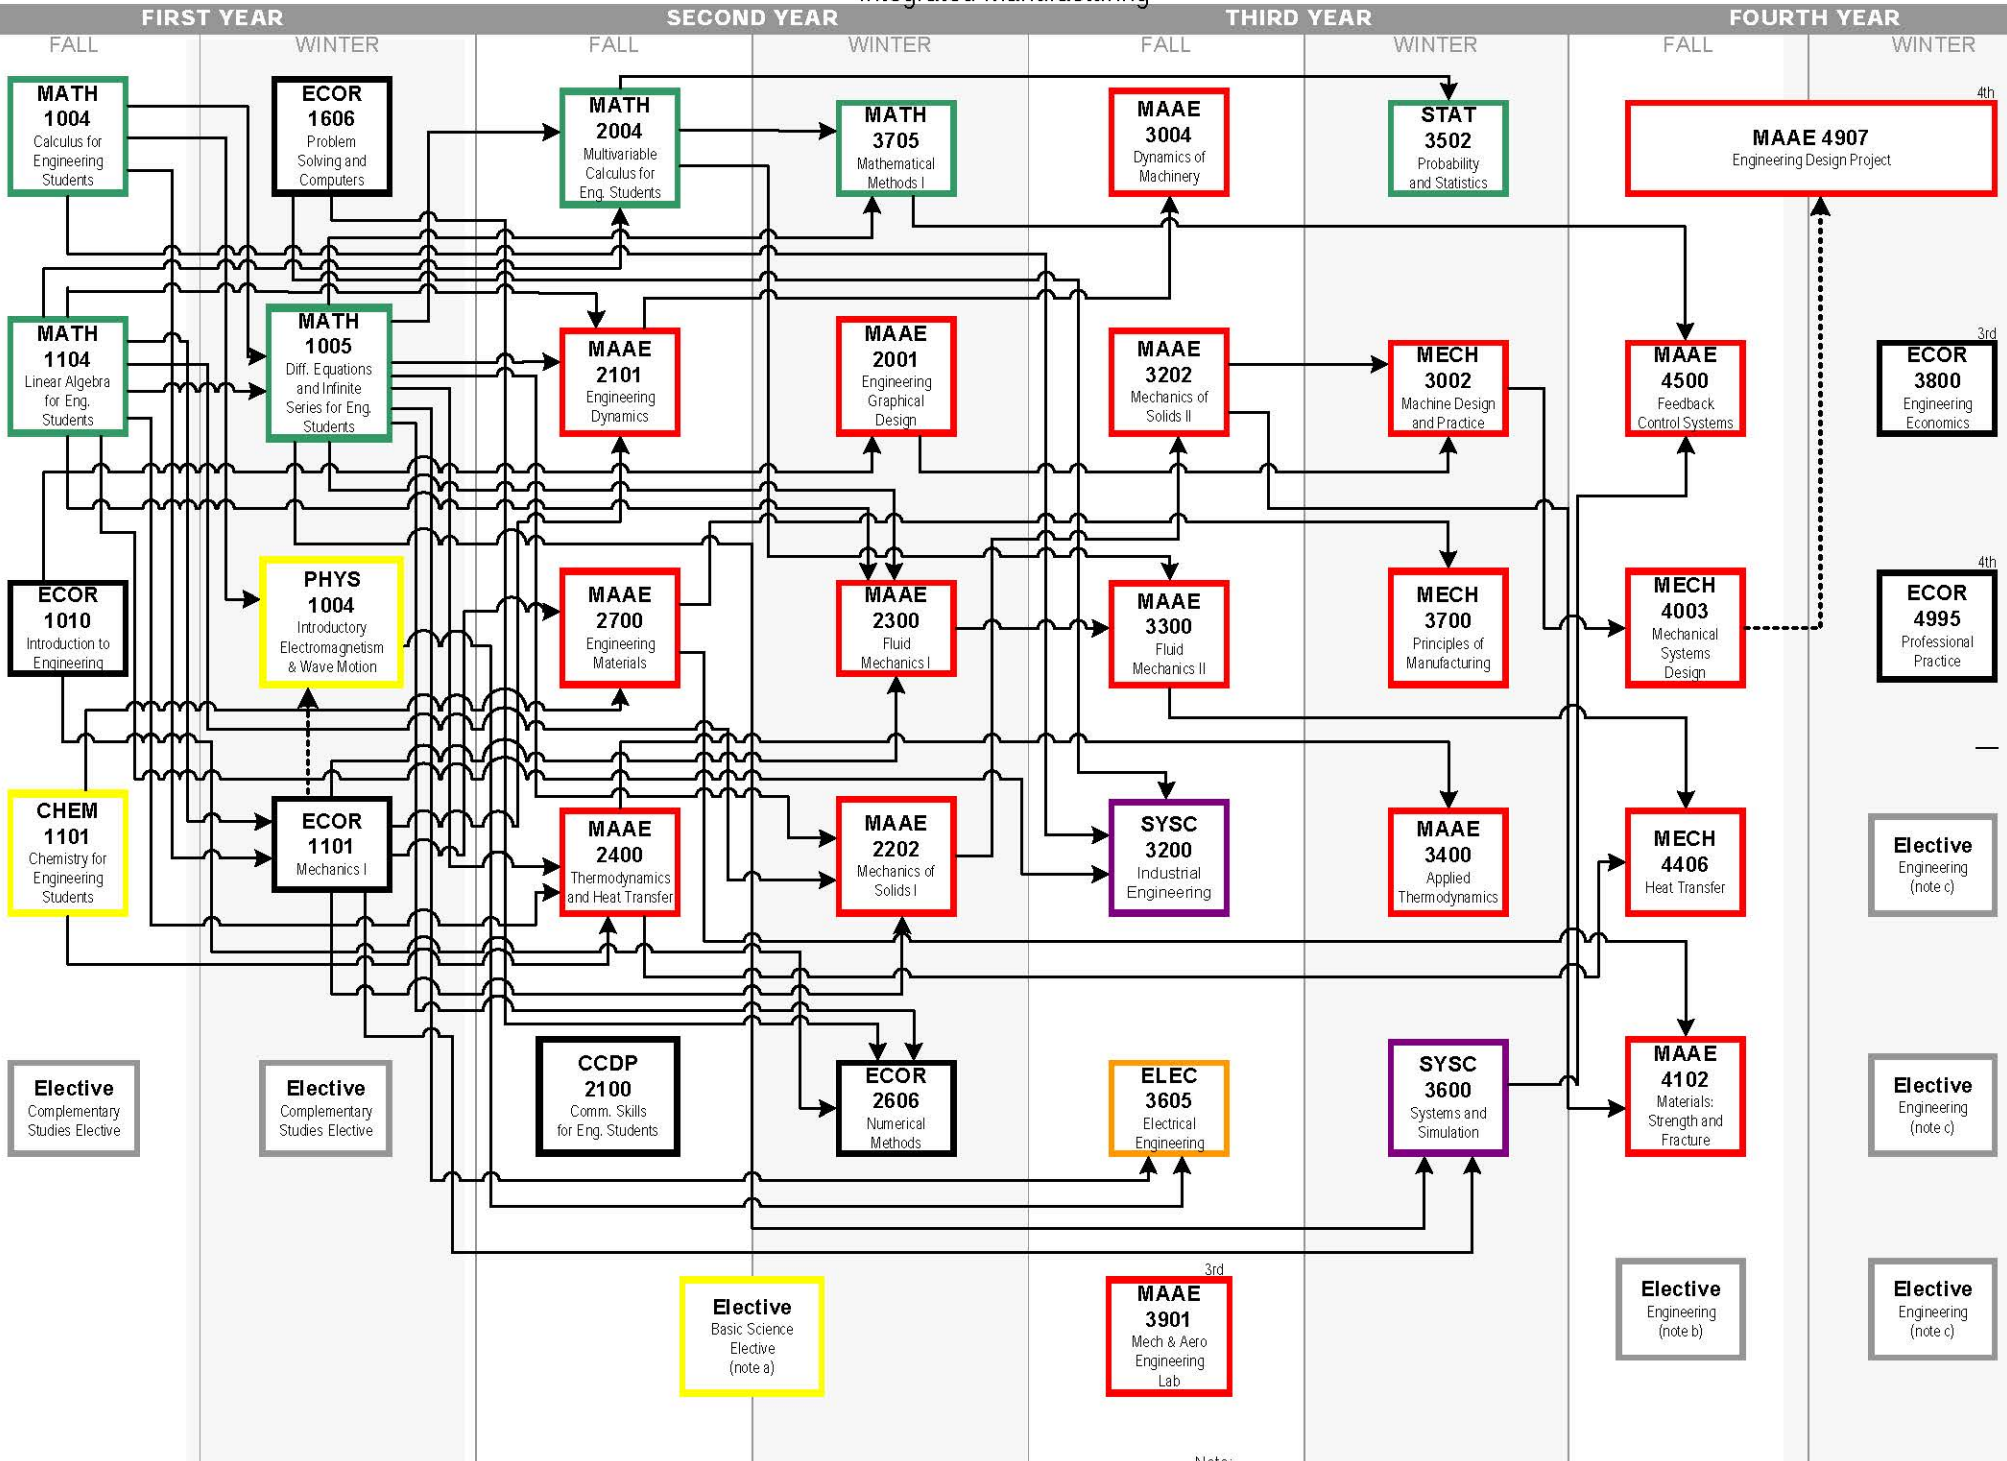 Integrated Manufacturing
FIRST YEAR
SECOND YEAR
THIRD YEAR
FOURTH YEAR
FALL
WINTER
FALL
WINTER
FALL
WINTER
FALL
WINTER
MATH
1004
Calculus for
Engineering
Students
ECOR
1606
Problem
Solving and
Computers
MATH
2004
Multivariable
Calculus for
Eng. Students
MATH
3705
Mathematical
Methods I
MAAE
3004
Dynamics of
Machinery
STAT
3502
Probability
and Statistics
4th
MAAE 4907
Engineering Design Project
MATH
1104
Linear Algebra
for Eng.
Students
MATH
1005
Diff. Equations
and Infinite
Series for Eng.
Students
MAAE
2101
Engineering
Dynamics
MAAE
2001
Engineering
Graphical
Design
MAAE
3202
Mechanics of
Solids II
MECH
3002
Machine Design
and Practice
MAAE
4500
Feedback
Control Systems
3rd
ECOR
3800
Engineering
Economics
ECOR
1010
Introduction to
Engineering
PHYS
1004
Introductory
Electromagnetism
& Wave Motion
MAAE
2700
Engineering
Materials
MAAE
2300
Fluid
Mechanics I
MAAE
3300
Fluid
Mechanics II
MECH
3700
Principles of
Manufacturing
MECH
4003
Mechanical
Systems
Design
4th
ECOR
4995
Professional
Practice
CHEM
1101
Chemistry for
Engineering
Students
ECOR
1101
Mechanics I
MAAE
2400
Thermodynamics
and Heat Transfer
MAAE
2202
Mechanics of
Solids I
SYSC
3200
Industrial
Engineering
MAAE
3400
Applied
Thermodynamics
MECH
4406
Heat Transfer
Elective
Engineering
(note c)
Elective
Complementary
Studies Elective
Elective
Complementary
Studies Elective
CCDP
2100
Comm. Skills
for Eng. Students
ECOR
2606
Numerical
Methods
ELEC
3605
Electrical
Engineering
SYSC
3600
Systems and
Simulation
MAAE
4102
Materials:
Strength and
Fracture
Elective
Engineering
(note c)
Elective
Basic Science
Elective
(note a)
3rd
MAAE
3901
Mech & Aero
Engineering
Lab
Elective
Engineering
(note b)
Elective
Engineering
(note c)
Note: